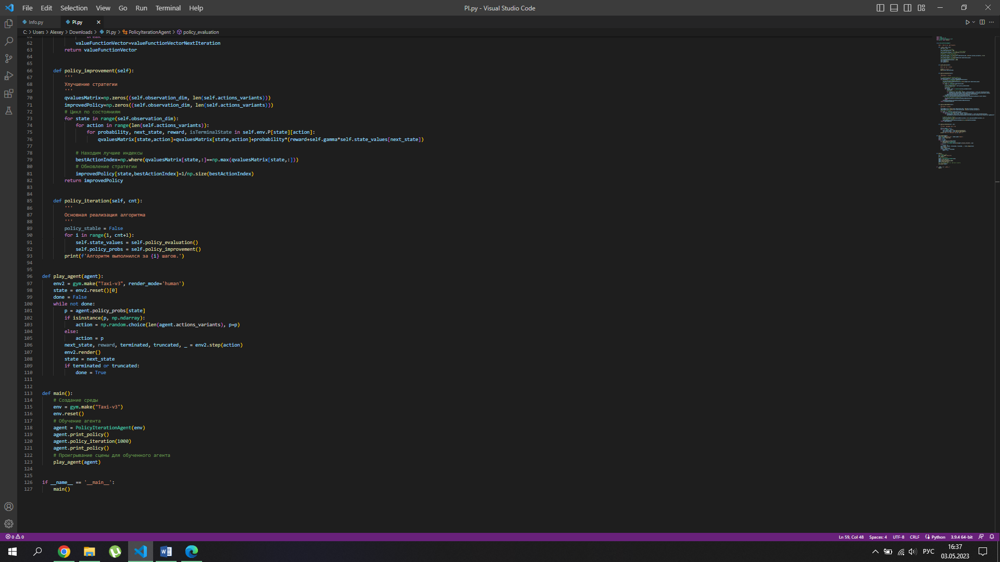 File Edit Selection View Go Run Terminal Help
PI.py - Visual Studio Code
Info.py PI.py
C: > Users > Alexey > Downloads > PI.py > PolicyIterationAgent > policy_evaluation
61 break
62 valueFunctionVector=valueFunctionVectorNextIteration
63 return valueFunctionVector
64
65
66 def policy_improvement(self):
67 '''
68 Улучшение стратегии
69 '''
70 qvaluesMatrix=np.zeros((self.observation_dim, len(self.actions_variants)))
71 improvedPolicy=np.zeros((self.observation_dim, len(self.actions_variants)))
72 # Цикл по состояниям
73 for state in range(self.observation_dim):
74 for action in range(len(self.actions_variants)):
75 for probability, next_state, reward, isTerminalState in self.env.P[state][action]:
76 qvaluesMatrix[state,action]=qvaluesMatrix[state,action]+probability*(reward+self.gamma*self.state_values[next_state])
77
78 # Находим лучшие индексы
79 bestActionIndex=np.where(qvaluesMatrix[state,:]==np.max(qvaluesMatrix[state,:]))
80 # Обновление стратегии
81 improvedPolicy[state,bestActionIndex]=1/np.size(bestActionIndex)
82 return improvedPolicy
83
84
85 def policy_iteration(self, cnt):
86 '''
87 Основная реализация алгоритма
88 '''
89 policy_stable = False
90 for i in range(1, cnt+1):
91 self.state_values = self.policy_evaluation()
92 self.policy_probs = self.policy_improvement()
93 print(f'Алгоритм выполнился за {i} шагов.')
94
95
96 def play_agent(agent):
97 env2 = gym.make("Taxi-v3", render_mode='human')
98 state = env2.reset()[0]
99 done = False
100 while not done:
101 p = agent.policy_probs[state]
102 if isinstance(p, np.ndarray):
103 action = np.random.choice(len(agent.actions_variants), p=p)
104 else:
105 action = p
106 next_state, reward, terminated, truncated, _ = env2.step(action)
107 env2.render()
108 state = next_state
109 if terminated or truncated:
110 done = True
111
112
113 def main():
114 # Создание среды
115 env = gym.make("Taxi-v3")
116 env.reset()
117 # Обучение агента
118 agent = PolicyIterationAgent(env)
119 agent.print_policy()
120 agent.policy_iteration(1000)
121 agent.print_policy()
122 # Проигрывание сцены для обученного агента
123 play_agent(agent)
124
125
126 if __name__ == '__main__':
127 main()
0 0
Ln 59, Col 48 Spaces: 4 UTF-8 CRLF Python 3.9.4 64-bit
РУС
16:37
03.05.2023